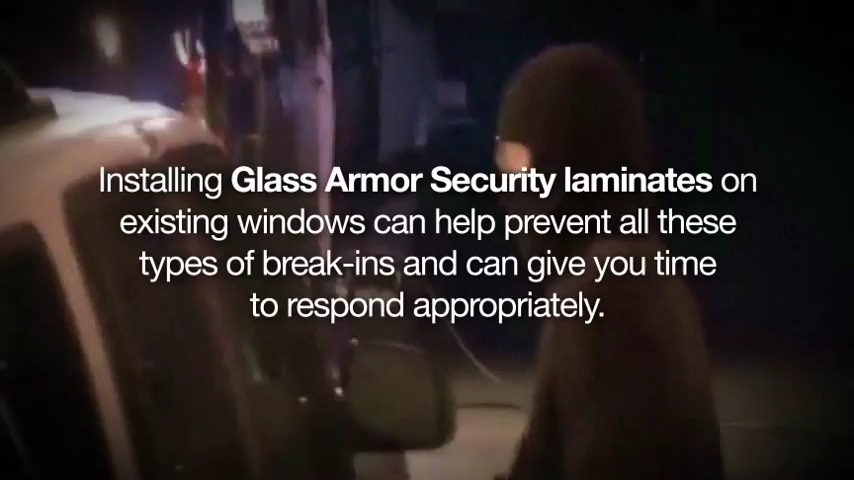 Installing Glass Armor Security laminates on
existing windows can help prevent all these
types of break-ins and can give you time
to respond appropriately.